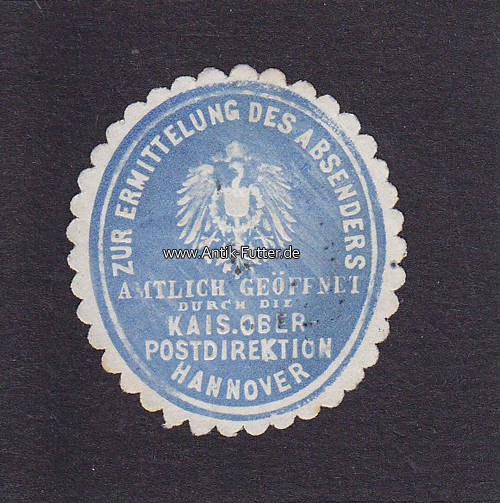 ZUR ERMITTELUNG DES ABSENDERS
www.Antik-Futter.de
AMTLICH GEÖFFNET
DURCH DIE
KAIS. OBER
POSTDIREKTION
HANNOVER